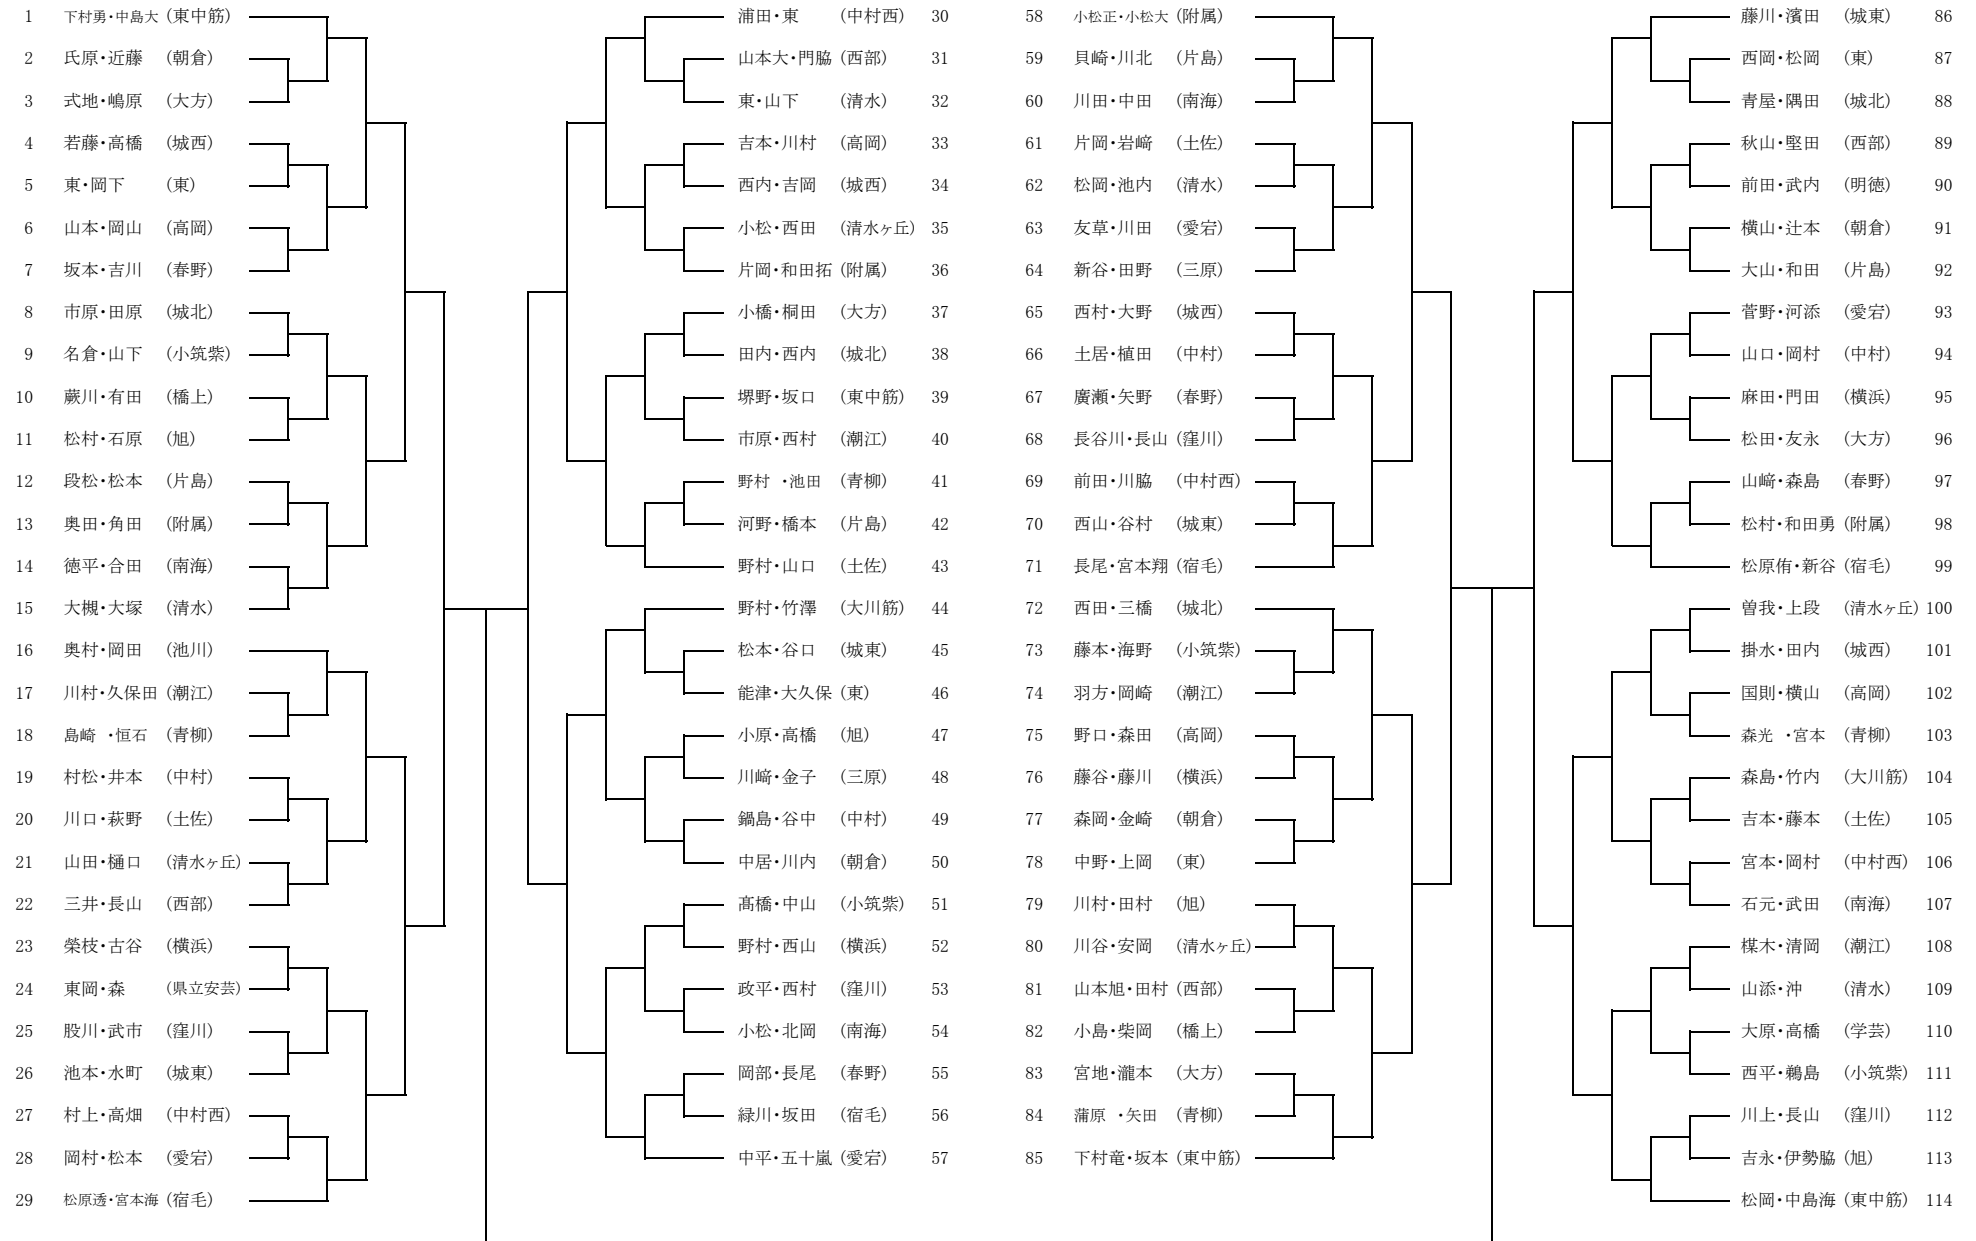 1 下村勇・中島大 (東中筋)
2 氏原・近藤 (朝倉)
3 式地・嶋原 (大方)
4 若藤・高橋 (城西)
5 東・岡下 (東)
6 山本・岡山 (高岡)
7 坂本・吉川 (春野)
8 市原・田原 (城北)
9 名倉・山下 (小筑紫)
10 蕨川・有田 (橋上)
11 松村・石原 (旭)
12 段松・松本 (片島)
13 奥田・角田 (附属)
14 徳平・合田 (南海)
15 大槻・大塚 (清水)
16 奥村・岡田 (池川)
17 川村・久保田 (潮江)
18 島崎 ・恒石 (青柳)
19 村松・井本 (中村)
20 川口・萩野 (土佐)
21 山田・樋口 (清水ヶ丘)
22 三井・長山 (西部)
23 榮枝・古谷 (横浜)
24 東岡・森 (県立安芸)
25 股川・武市 (窪川)
26 池本・水町 (城東)
27 村上・高畑 (中村西)
28 岡村・松本 (愛宕)
29 松原透・宮本海 (宿毛)
浦田・東 (中村西) 30
山本大・門脇 (西部) 31
東・山下 (清水) 32
吉本・川村 (高岡) 33
西内・吉岡 (城西) 34
小松・西田 (清水ヶ丘) 35
片岡・和田拓 (附属) 36
小橋・桐田 (大方) 37
田内・西内 (城北) 38
堺野・坂口 (東中筋) 39
市原・西村 (潮江) 40
野村 ・池田 (青柳) 41
河野・橋本 (片島) 42
野村・山口 (土佐) 43
野村・竹澤 (大川筋) 44
松本・谷口 (城東) 45
能津・大久保 (東) 46
小原・高橋 (旭) 47
川﨑・金子 (三原) 48
鍋島・谷中 (中村) 49
中居・川内 (朝倉) 50
髙橋・中山 (小筑紫) 51
野村・西山 (横浜) 52
政平・西村 (窪川) 53
小松・北岡 (南海) 54
岡部・長尾 (春野) 55
緑川・坂田 (宿毛) 56
中平・五十嵐 (愛宕) 57
58 小松正・小松大 (附属)
59 貝崎・川北 (片島)
60 川田・中田 (南海)
61 片岡・岩﨑 (土佐)
62 松岡・池内 (清水)
63 友草・川田 (愛宕)
64 新谷・田野 (三原)
65 西村・大野 (城西)
66 土居・植田 (中村)
67 廣瀬・矢野 (春野)
68 長谷川・長山 (窪川)
69 前田・川脇 (中村西)
70 西山・谷村 (城東)
71 長尾・宮本翔 (宿毛)
72 西田・三橋 (城北)
73 藤本・海野 (小筑紫)
74 羽方・岡崎 (潮江)
75 野口・森田 (高岡)
76 藤谷・藤川 (横浜)
77 森岡・金崎 (朝倉)
78 中野・上岡 (東)
79 川村・田村 (旭)
80 川谷・安岡 (清水ヶ丘)
81 山本旭・田村 (西部)
82 小島・柴岡 (橋上)
83 宮地・瀧本 (大方)
84 蒲原 ・矢田 (青柳)
85 下村竜・坂本 (東中筋)
藤川・濱田 (城東) 86
西岡・松岡 (東) 87
青屋・隅田 (城北) 88
秋山・堅田 (西部) 89
前田・武内 (明徳) 90
横山・辻本 (朝倉) 91
大山・和田 (片島) 92
菅野・河添 (愛宕) 93
山口・岡村 (中村) 94
麻田・門田 (横浜) 95
松田・友永 (大方) 96
山﨑・森島 (春野) 97
松村・和田勇 (附属) 98
松原侑・新谷 (宿毛) 99
曽我・上段 (清水ヶ丘) 100
掛水・田内 (城西) 101
国則・横山 (高岡) 102
森光 ・宮本 (青柳) 103
森島・竹内 (大川筋) 104
吉本・藤本 (土佐) 105
宮本・岡村 (中村西) 106
石元・武田 (南海) 107
楳木・清岡 (潮江) 108
山添・沖 (清水) 109
大原・高橋 (学芸) 110
西平・鵜島 (小筑紫) 111
川上・長山 (窪川) 112
吉永・伊勢脇 (旭) 113
松岡・中島海 (東中筋) 114